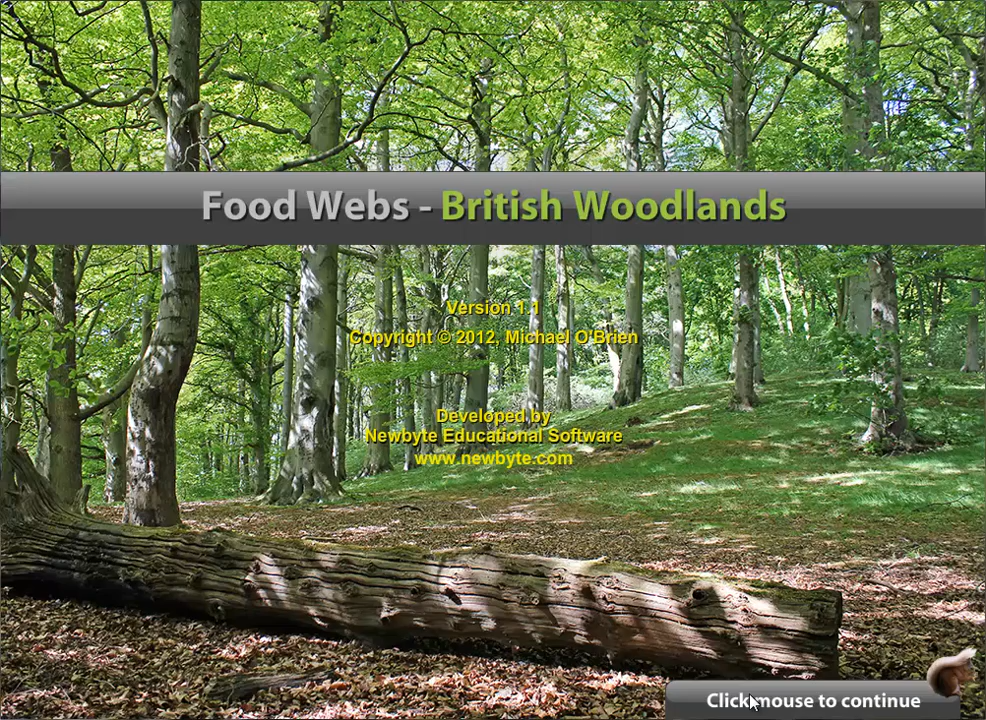 Food Webs - British Woodlands
Version 1.1
Copyright © 2012, Michael O'Brien
Developed by
Newbyte Educational Software
www.newbyte.com
Click mouse to continue